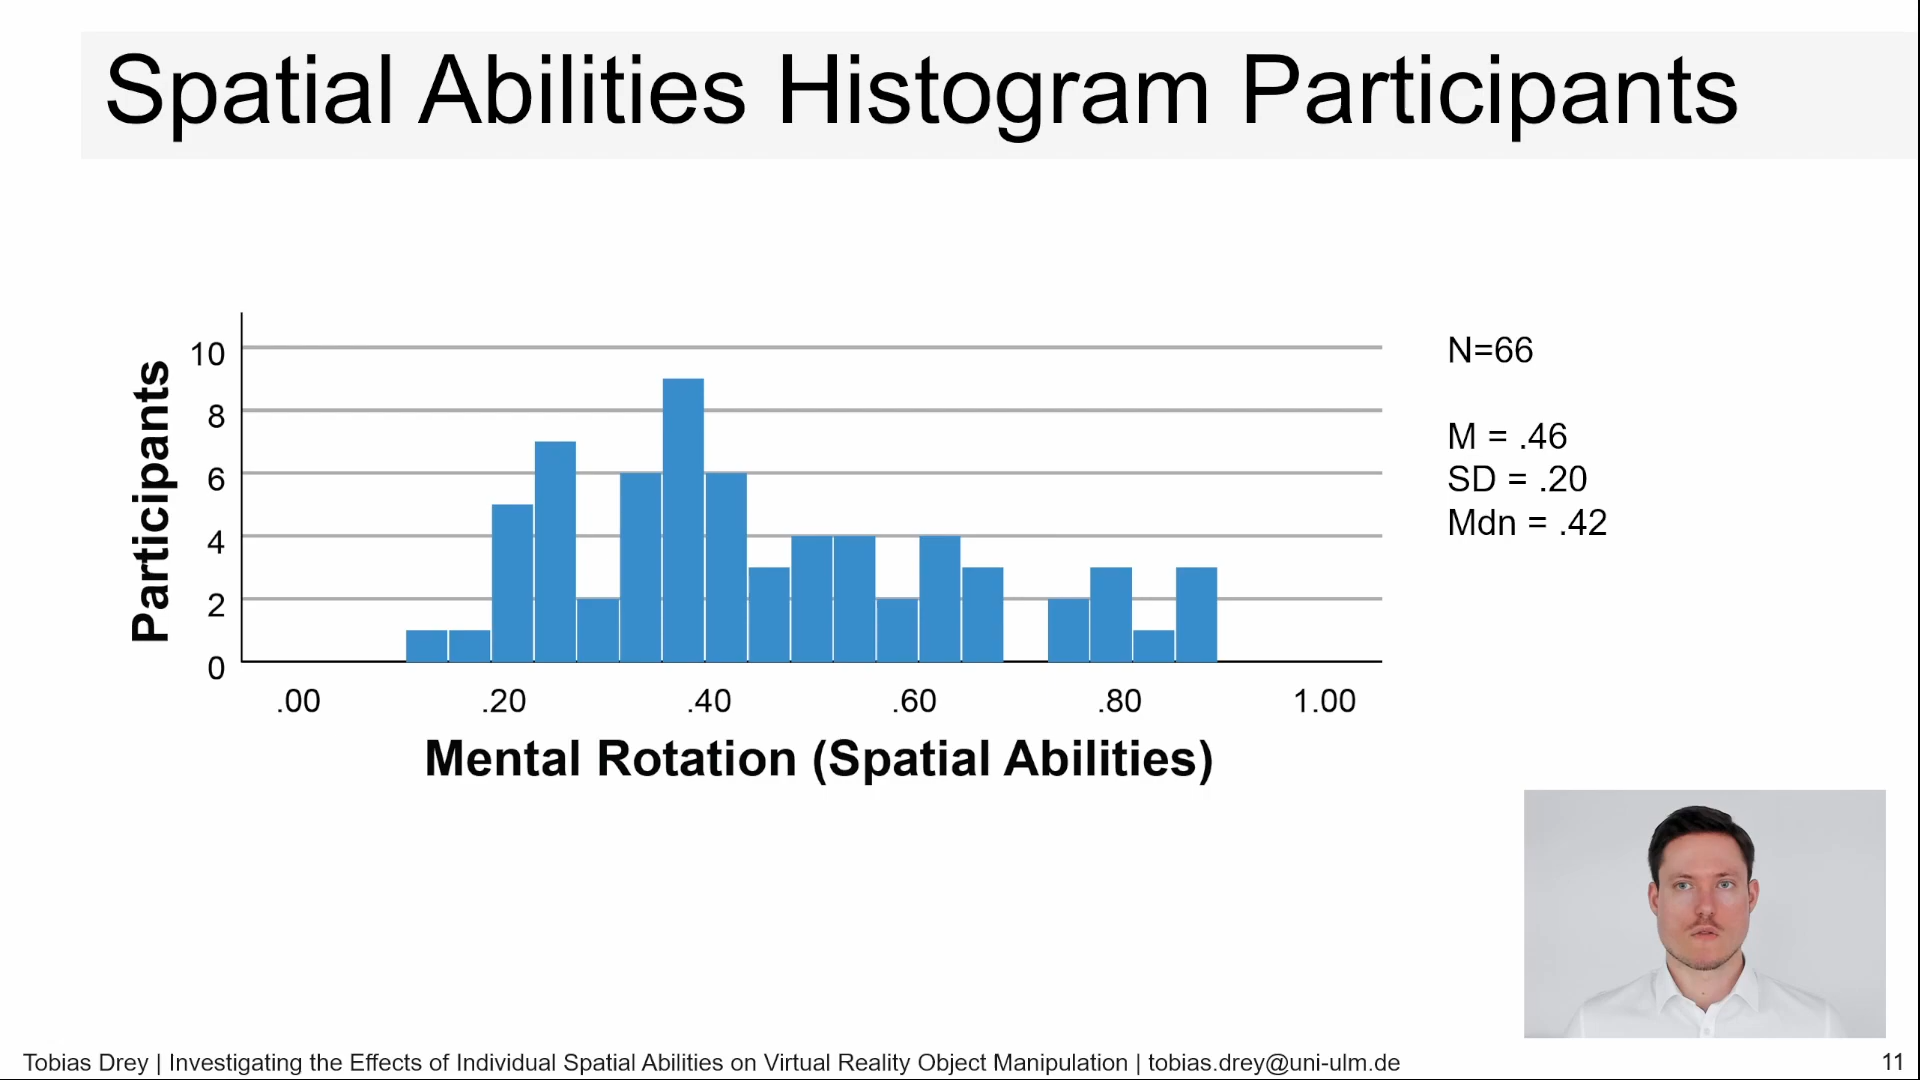 Spatial Abilities Histogram Participants
Participants
10
8
6
4
2
0
.00 .20 .40 .60 .80 1.00
Mental Rotation (Spatial Abilities)
N=66
M = .46
SD = .20
Mdn = .42
Tobias Drey | Investigating the Effects of Individual Spatial Abilities on Virtual Reality Object Manipulation | tobias.drey@uni-ulm.de
11